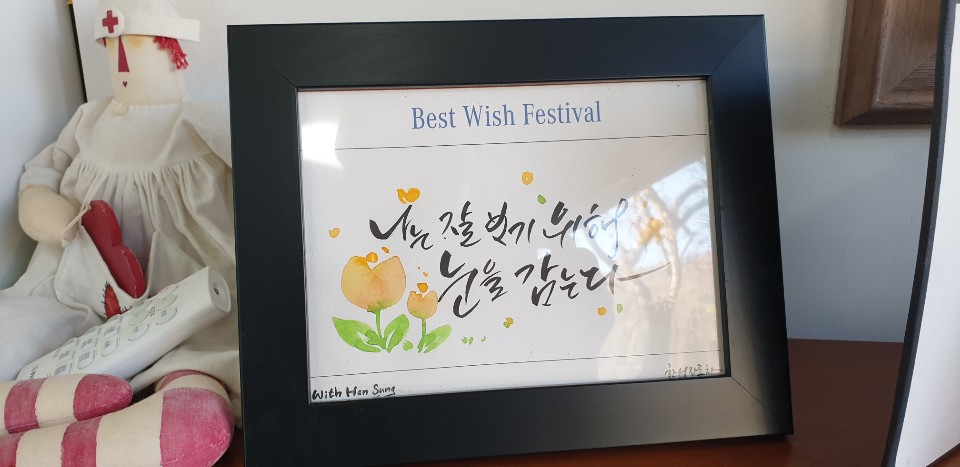 Best Wish Festival
나는 잘 보기 위해
눈을 감는다
With Han Sung